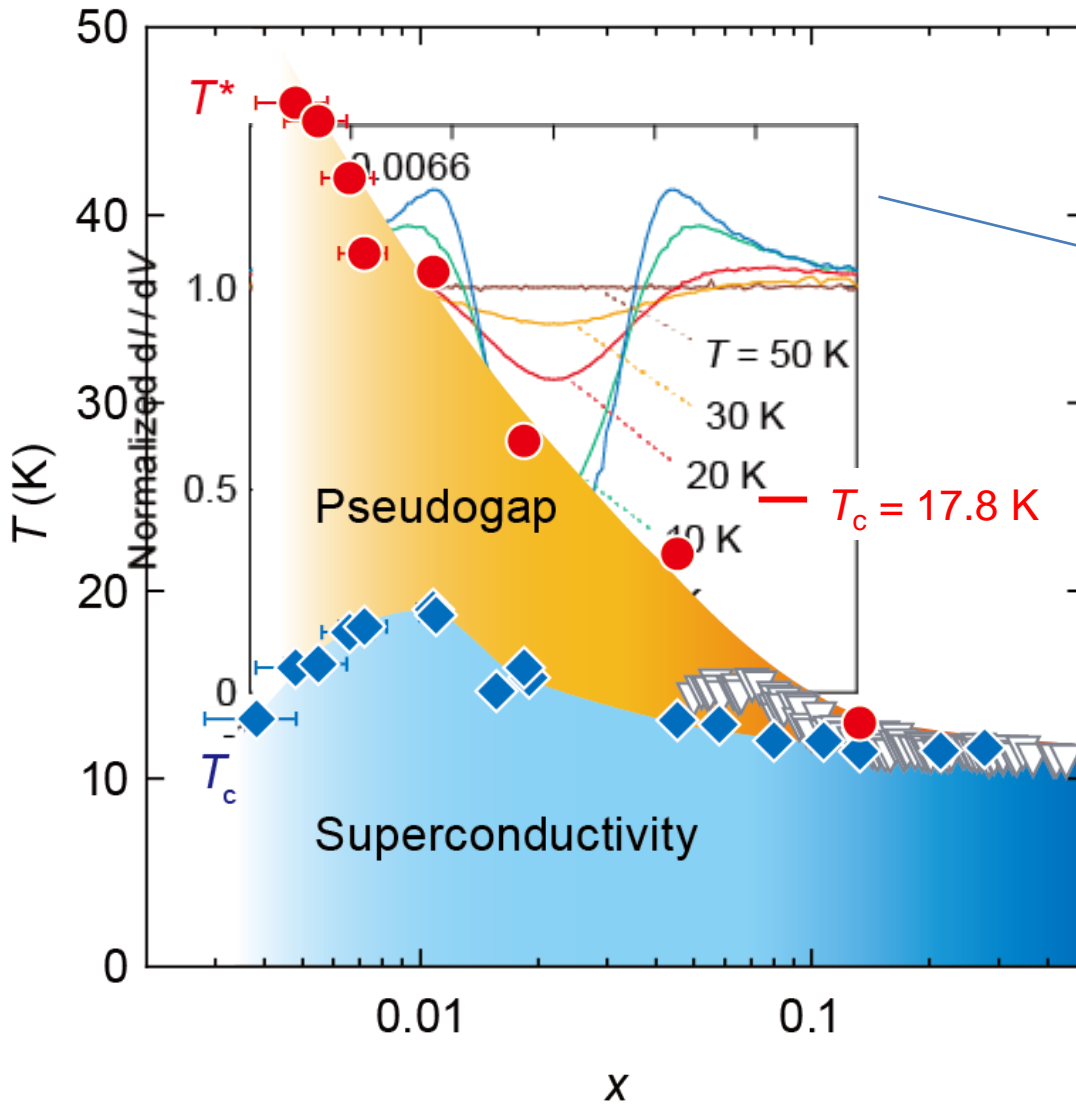 50
T*
0.0066
40
1.0
T = 50 K
30
30 K
Normalized dI/dV
T (K)
20 K
0.5
Tc = 17.8 K
Pseudogap
20
0
Tc
10
Superconductivity
0
0.01
0.1
x